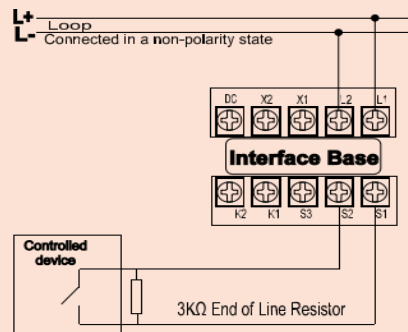 L+
Loop
L-
Connected in a non-polarity state
DC X2 X1 L2 L1
Interface Base
K2 K1 S3 S2 S1
Controlled
device
3KΩ End of Line Resistor